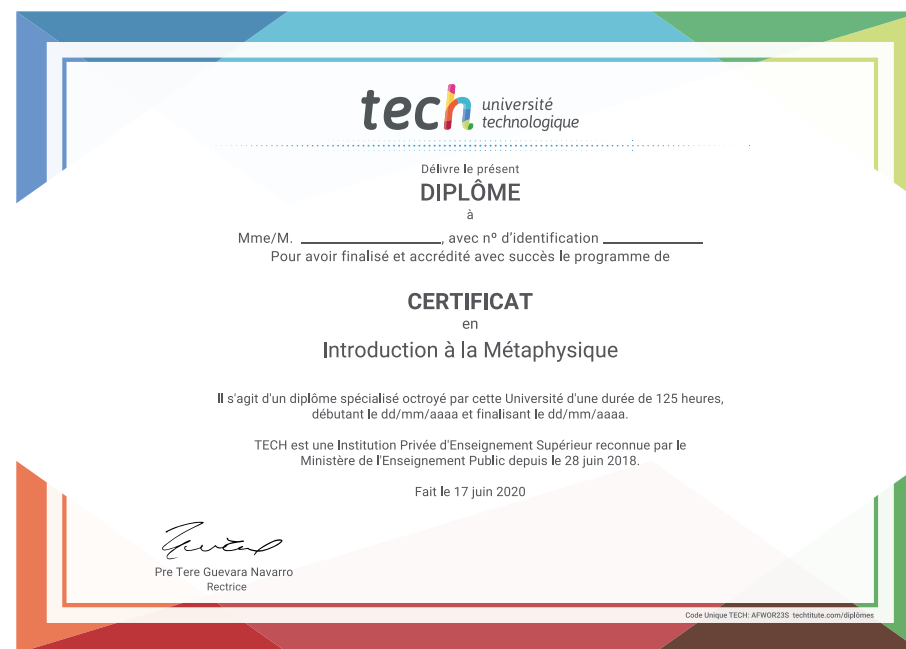 tech université
technologique
Délivre le présent
DIPLÔME
à
Mme/M. ____________________, avec nº d'identification ______________
Pour avoir finalisé et accrédité avec succès le programme de
CERTIFICAT
en
Introduction à la Métaphysique
Il s'agit d'un diplôme spécialisé octroyé par cette Université d'une durée de 125 heures,
débutant le dd/mm/aaaa et finalisant le dd/mm/aaaa.
TECH est une Institution Privée d'Enseignement Supérieur reconnue par le
Ministère de l'Enseignement Public depuis le 28 juin 2018.
Fait le 17 juin 2020
Pre Tere Guevara Navarro
Rectrice
Code Unique TECH: AFWOR23S techtitute.com/diplômes